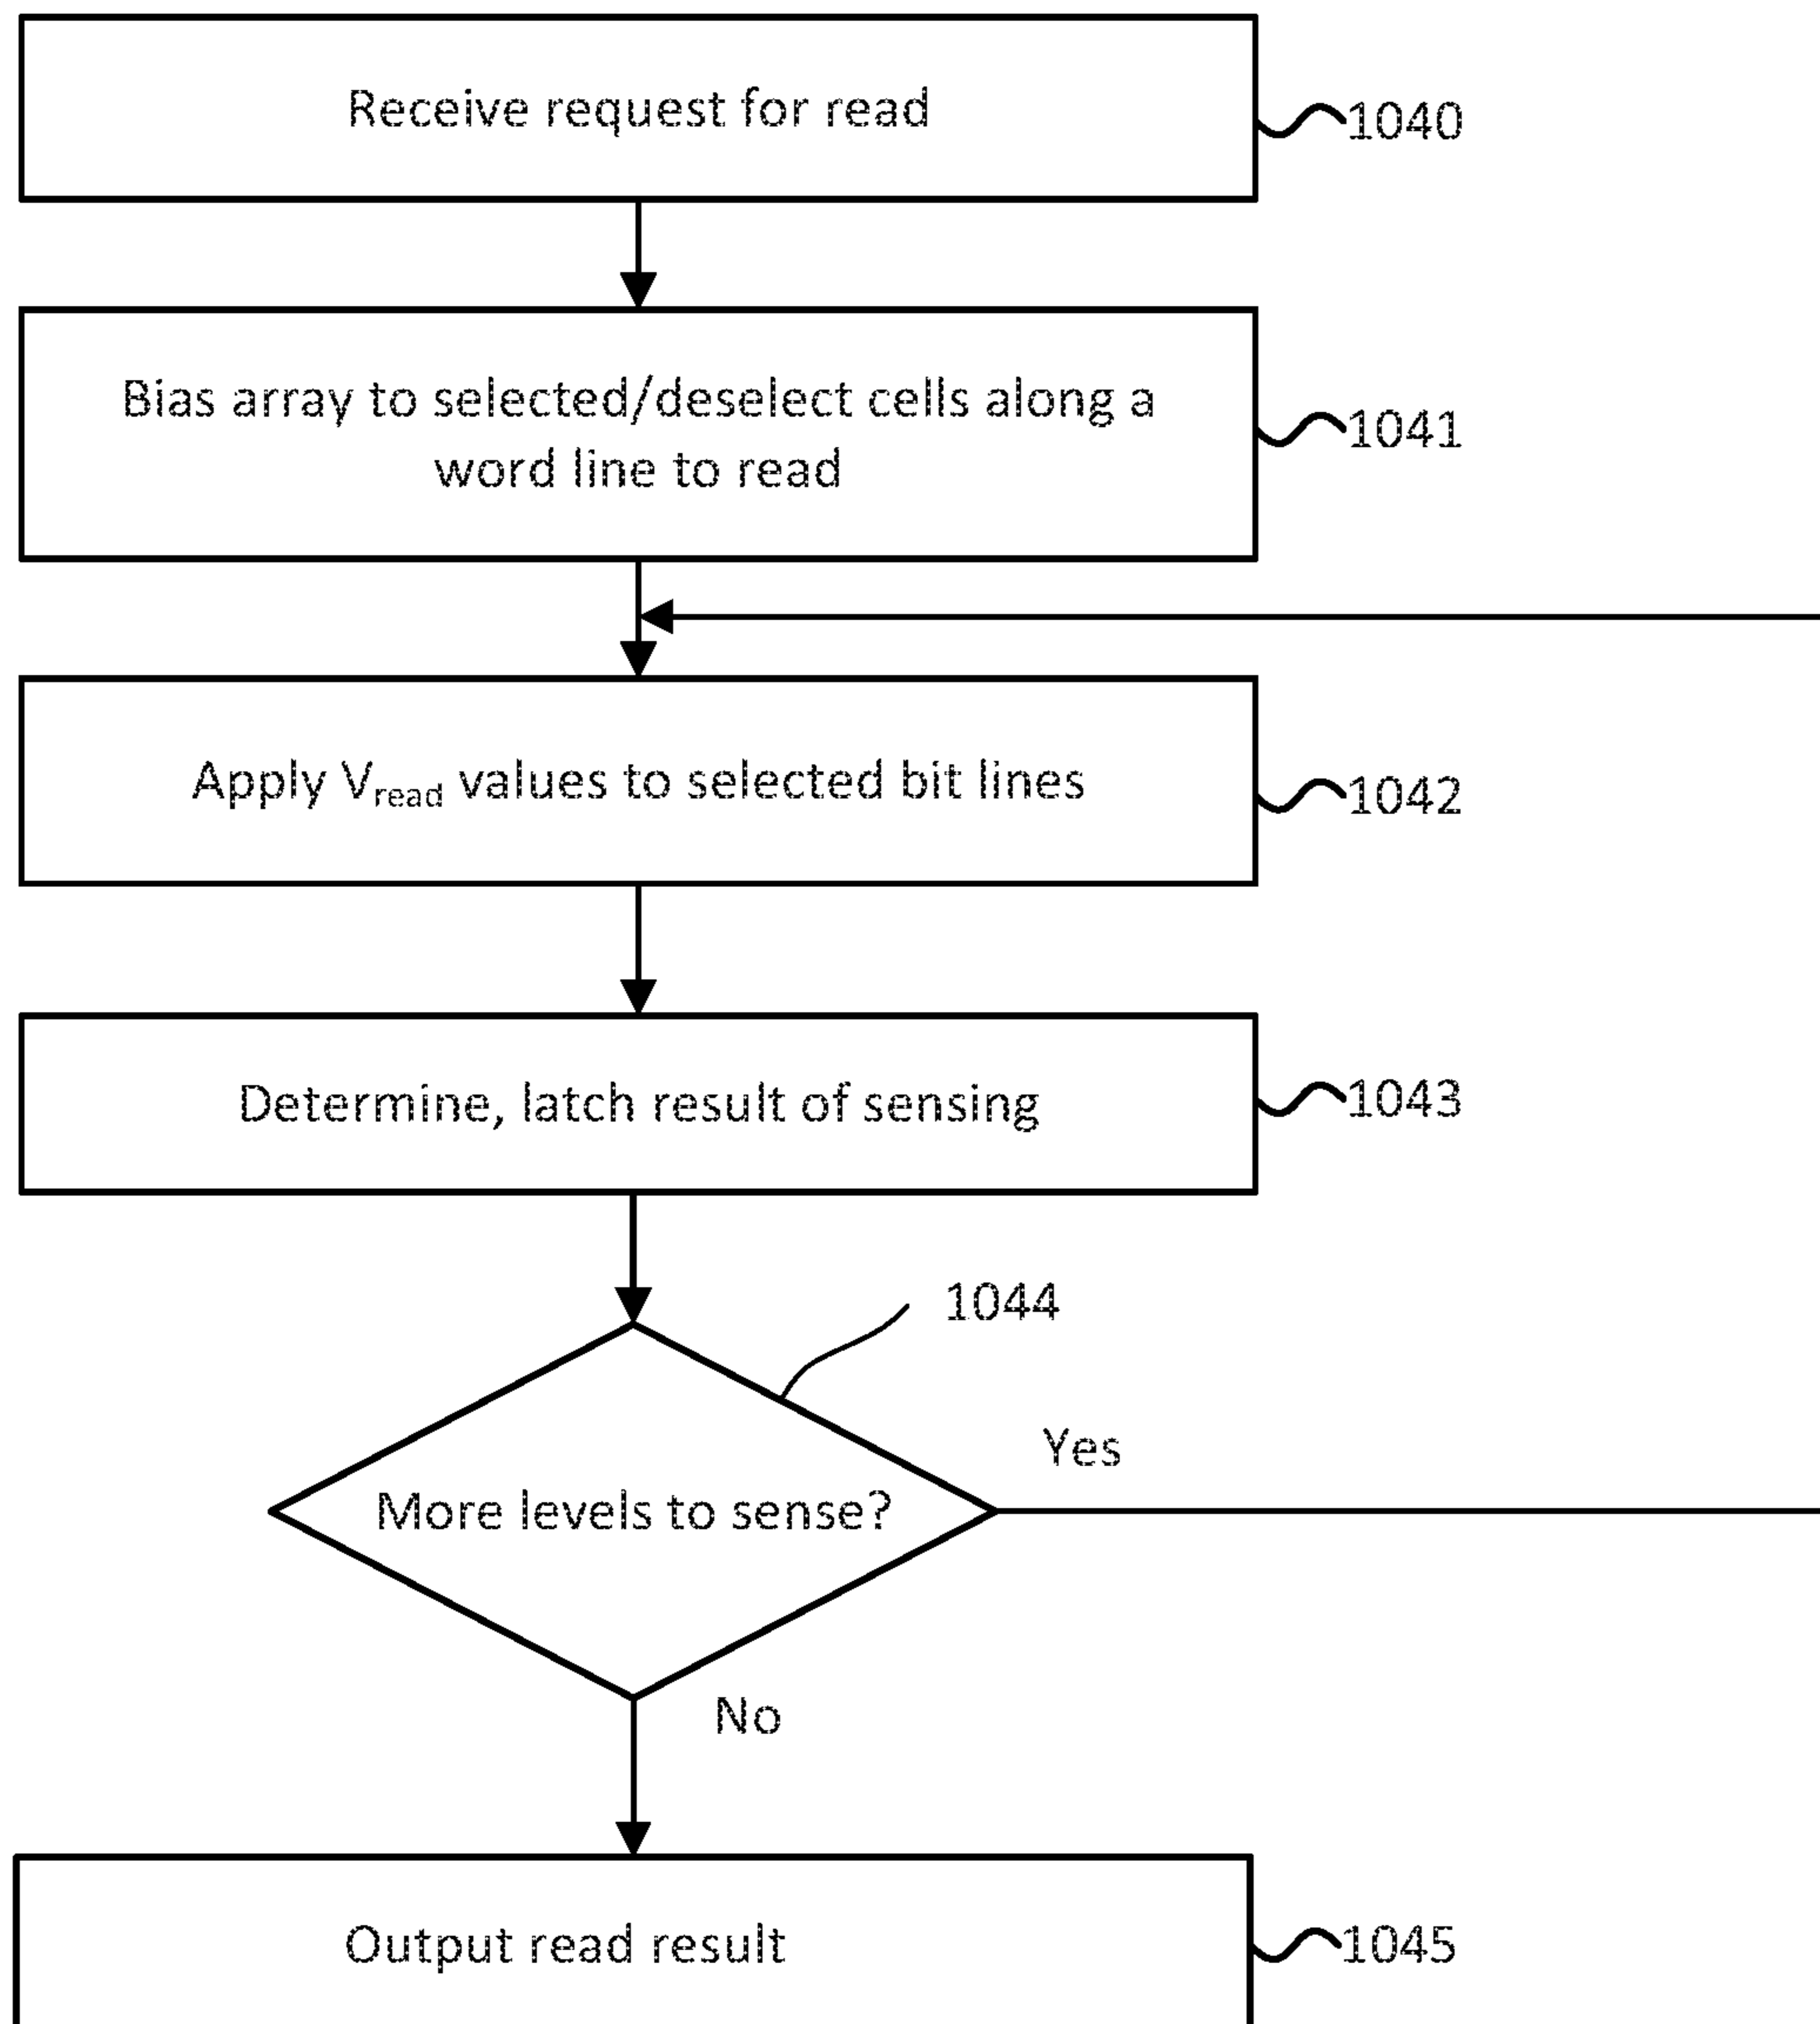 Receive request for read
1040
Bias array to selected/deselect cells along a
word line to read
1041
Apply Vread values to selected bit lines
1042
Determine, latch result of sensing
1043
1044
Yes
More levels to sense?
No
Output read result
1045